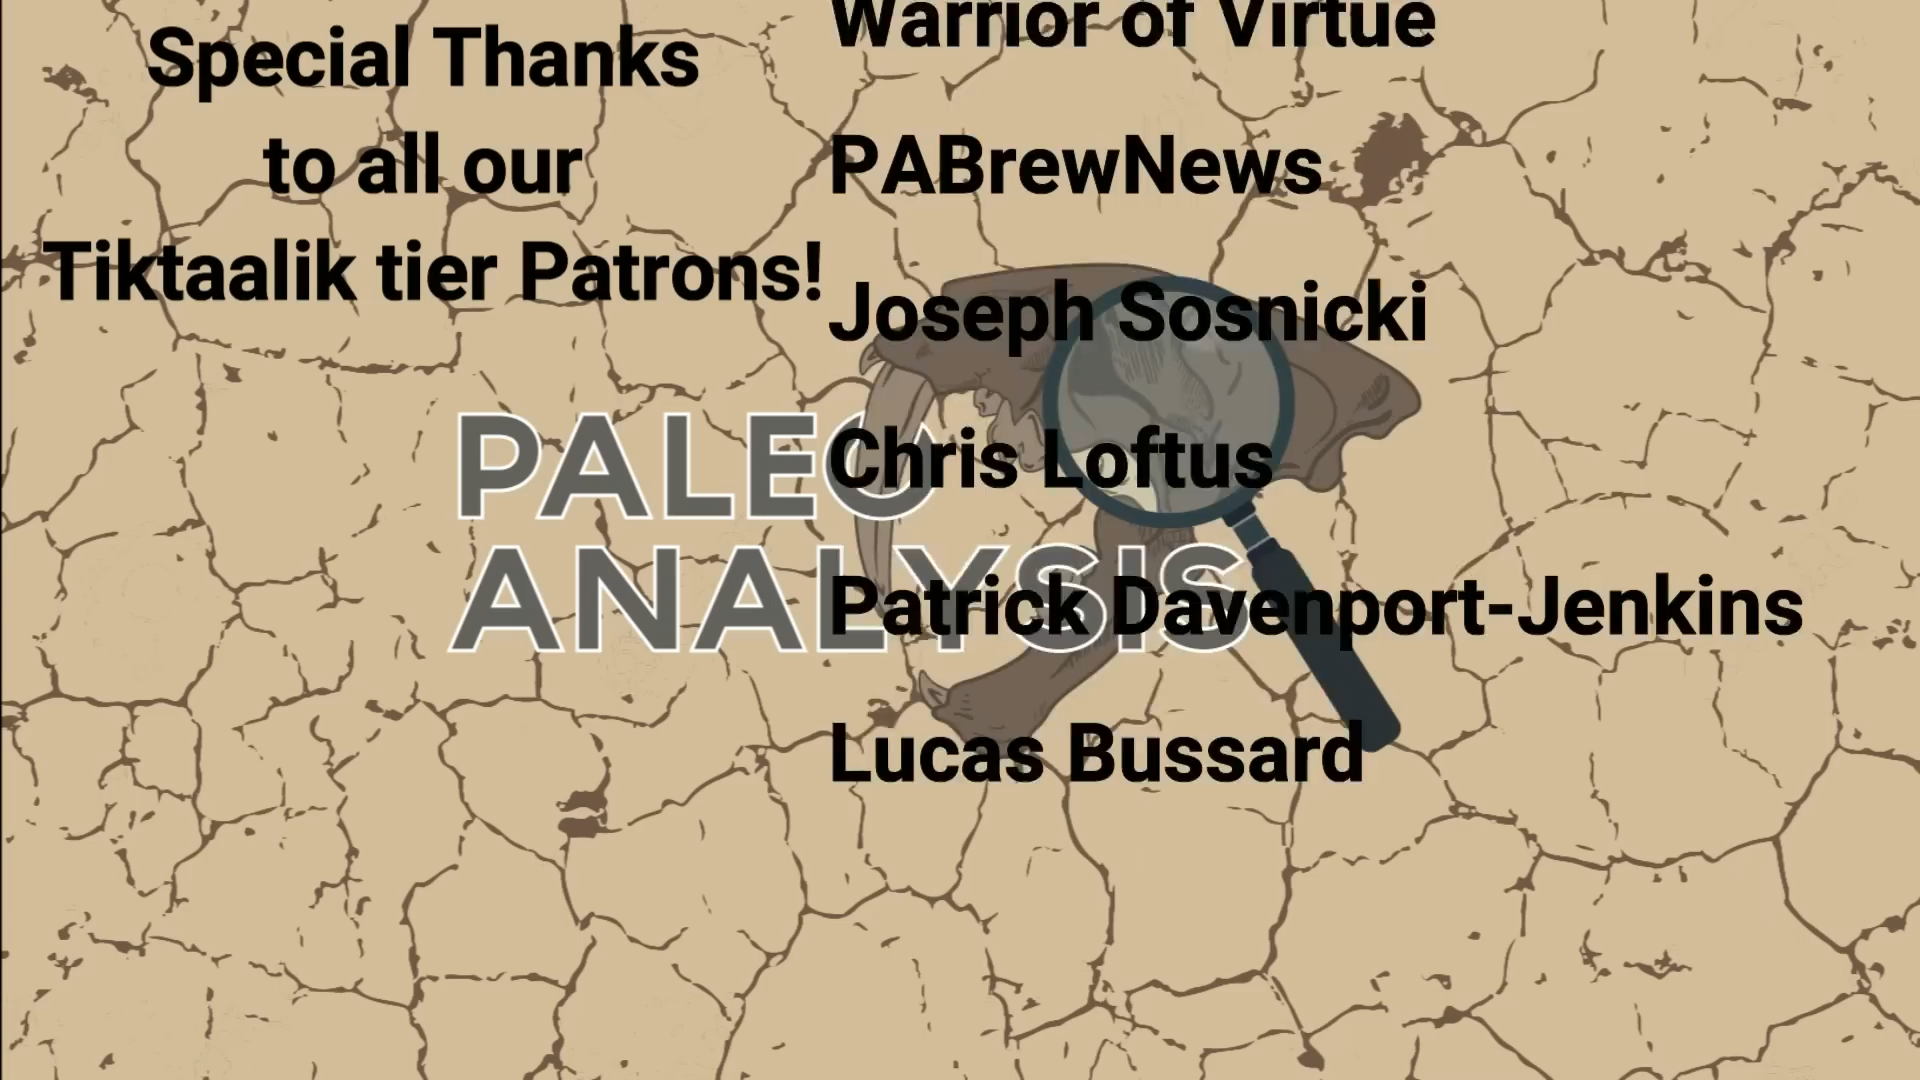 Special Thanks
to all our
Tiktaalik tier Patrons!
Warrior of Virtue
PABrewNews
Joseph Sosnicki
Chris Loftus
Patrick Davenport-Jenkins
Lucas Bussard
PALEO
ANALYSIS